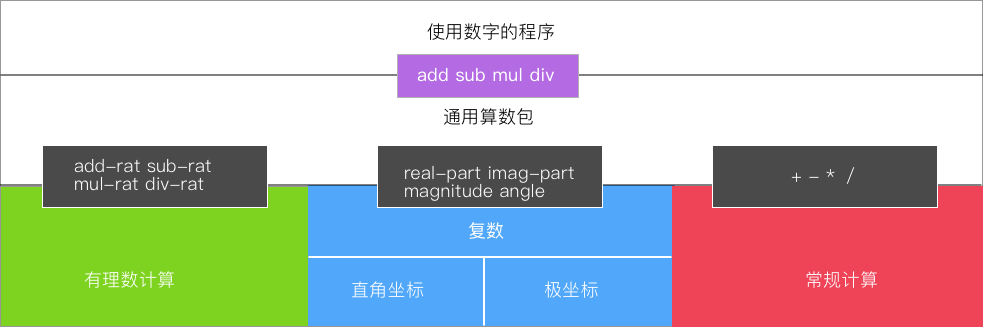 使用数字的程序
add sub mul div
通用算数包
add-rat sub-rat
mul-rat div-rat
real-part imag-part
magnitude angle
+ - * /
复数
有理数计算
直角坐标
极坐标
常规计算